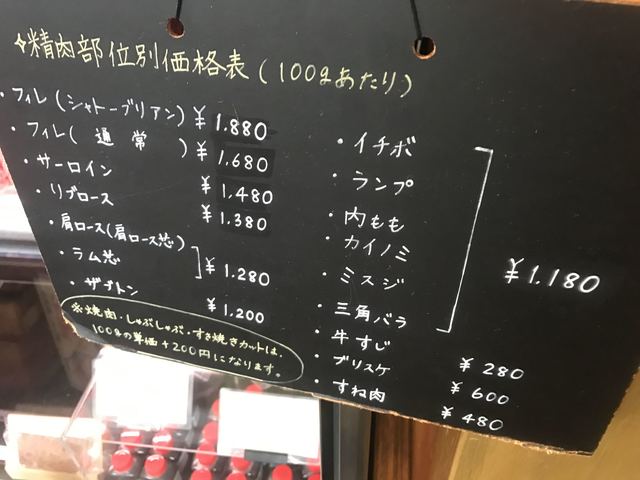 ✧精肉部位別価格表(100gあたり)
・フィレ(シャトーブリアン) ¥1,880
・フィレ(通常) ¥1,680
・サーロイン ¥1,480
・リブロース ¥1,380
・肩ロース(肩ロース芯)
・ラム芯 ¥1,280
・ザブトン ¥1,200
※焼肉・しゃぶしゃぶ・すき焼きカットは、
100gの単価+200円になります。
・イチボ
・ランプ
・内もも
・カイノミ
・ミスジ
・三角バラ
¥1.180
・牛すじ ¥280
・ブリスケ ¥600
・すね肉 ¥480